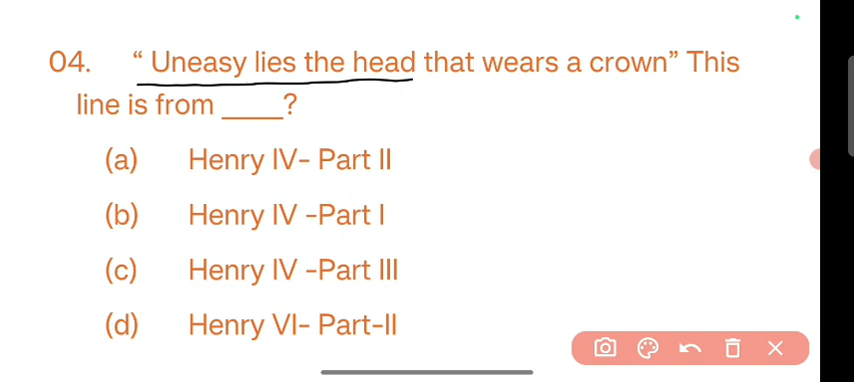 04. “ Uneasy lies the head that wears a crown” This
line is from ____?
(a) Henry IV- Part II
(b) Henry IV -Part I
(c) Henry IV -Part III
(d) Henry VI- Part-II